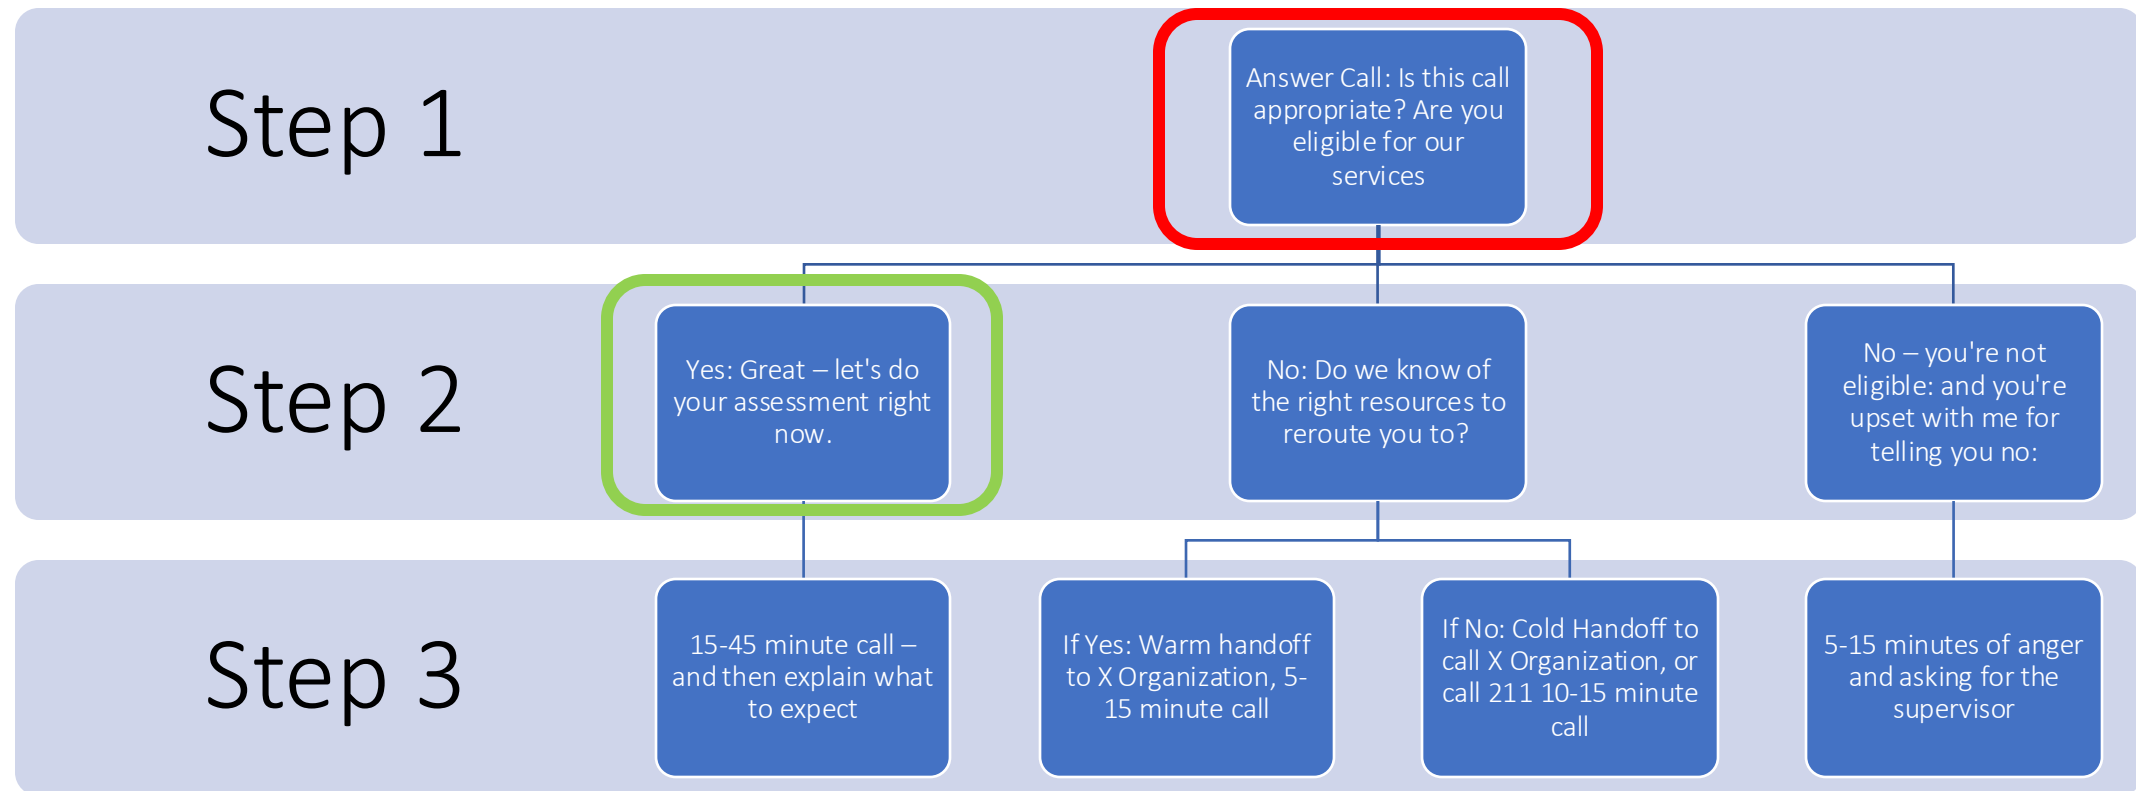 Step 1
Answer Call: Is this call
appropriate? Are you
eligible for our
services
Step 2
Yes: Great – let's do
your assessment right
now.
No: Do we know of
the right resources to
reroute you to?
No – you're not
eligible: and you're
upset with me for
telling you no:
Step 3
15-45 minute call –
and then explain what
to expect
If Yes: Warm handoff
to X Organization, 5-
15 minute call
If No: Cold Handoff to
call X Organization, or
call 211 10-15 minute
call
5-15 minutes of anger
and asking for the
supervisor